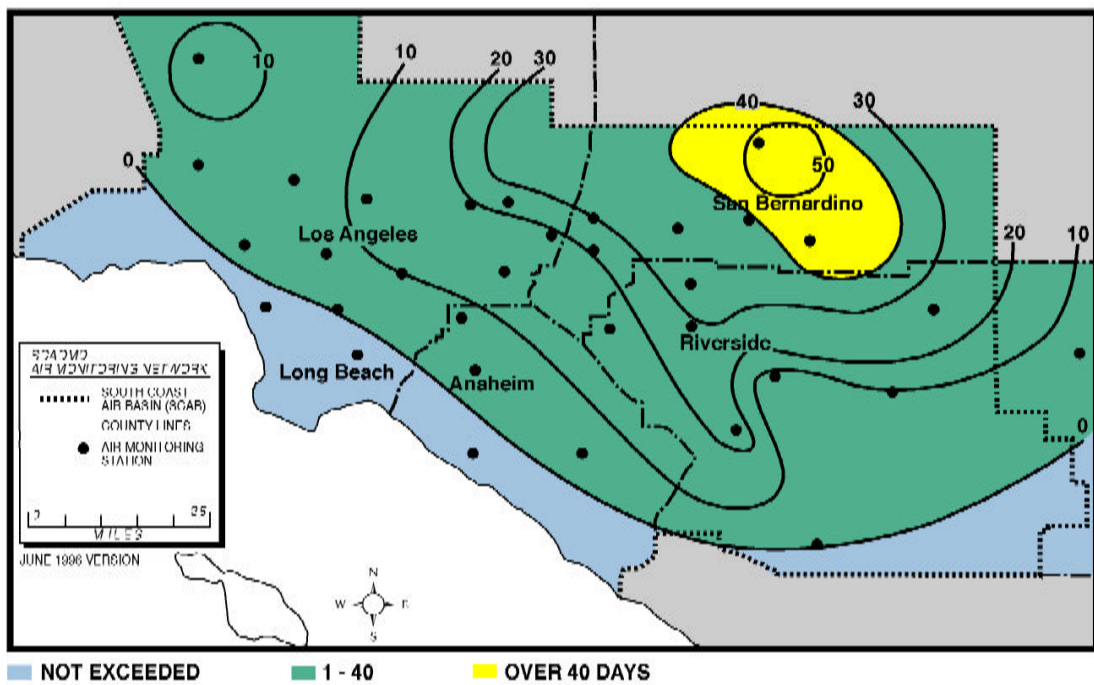 10
20
30
10
40
30
50
0
San Bernardino
Los Angeles
20
10
Riverside
Long Beach
Anaheim
0
SCAQMD
AIR MONITORING NETWORK
SOUTH COAST
AIR BASIN (SCAB)
COUNTY LINES
AIR MONITORING
STATION
0 25
MILES
JUNE 1996 VERSION
N
W E
S
NOT EXCEEDED 1 - 40 OVER 40 DAYS